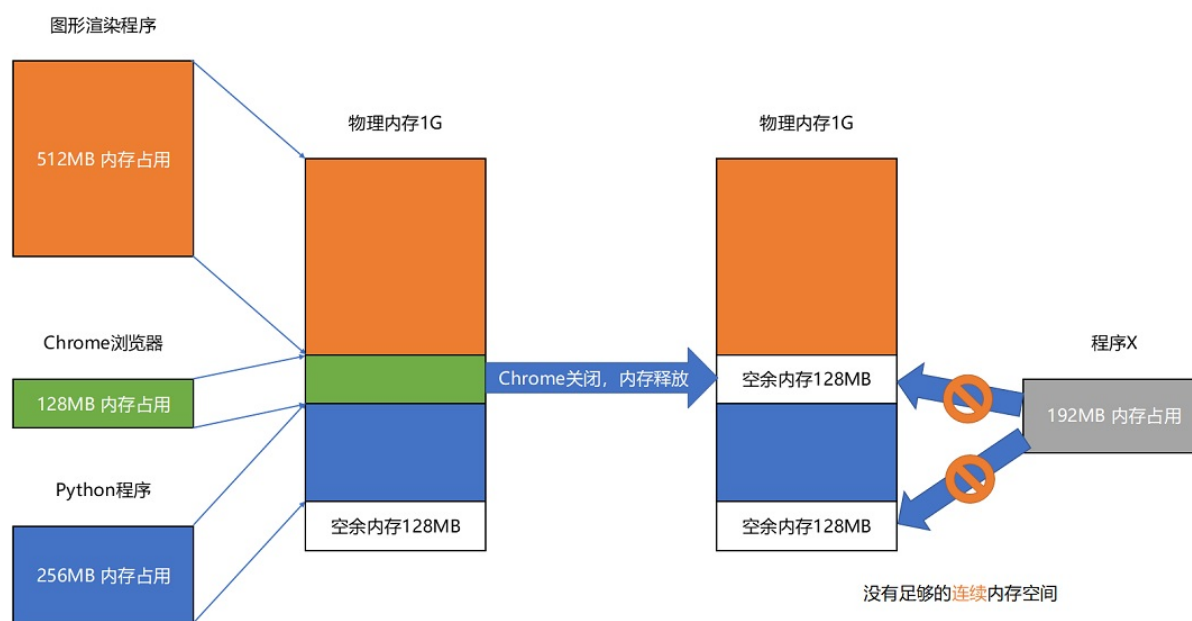 图形渲染程序
512MB 内存占用
Chrome浏览器
128MB 内存占用
Python程序
256MB 内存占用
物理内存1G
空余内存128MB
Chrome关闭，内存释放
物理内存1G
空余内存128MB
空余内存128MB
程序X
192MB 内存占用
没有足够的连续内存空间